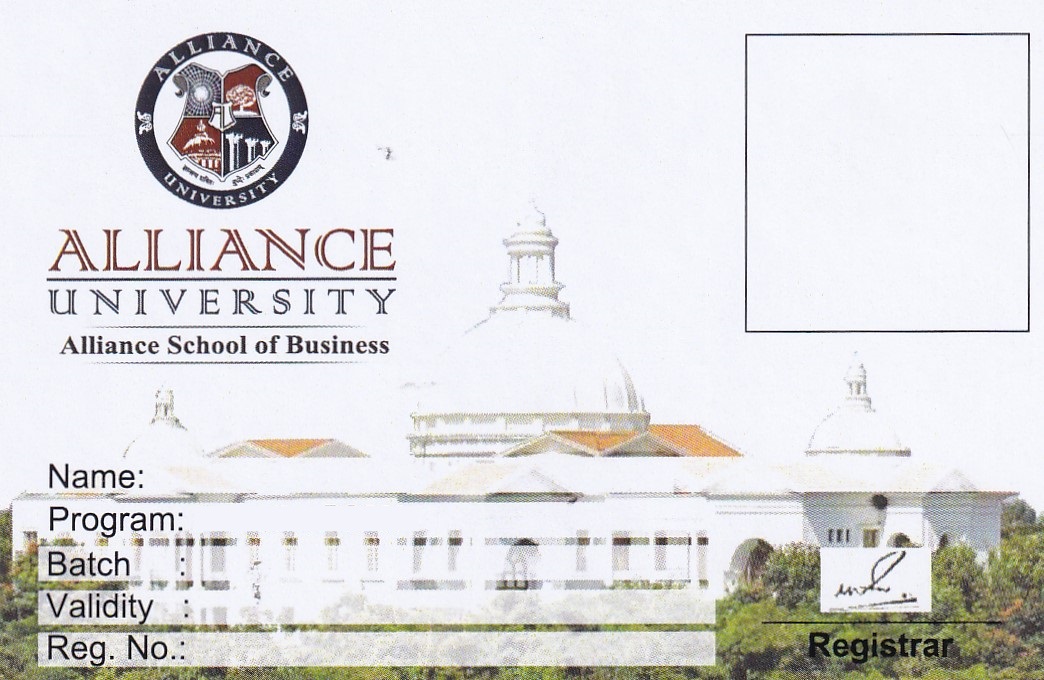 ALLIANCE
UNIVERSITY
ALLIANCE
UNIVERSITY
Alliance School of Business
Name:
Program:
Batch :
Validity :
Reg. No.:
Registrar